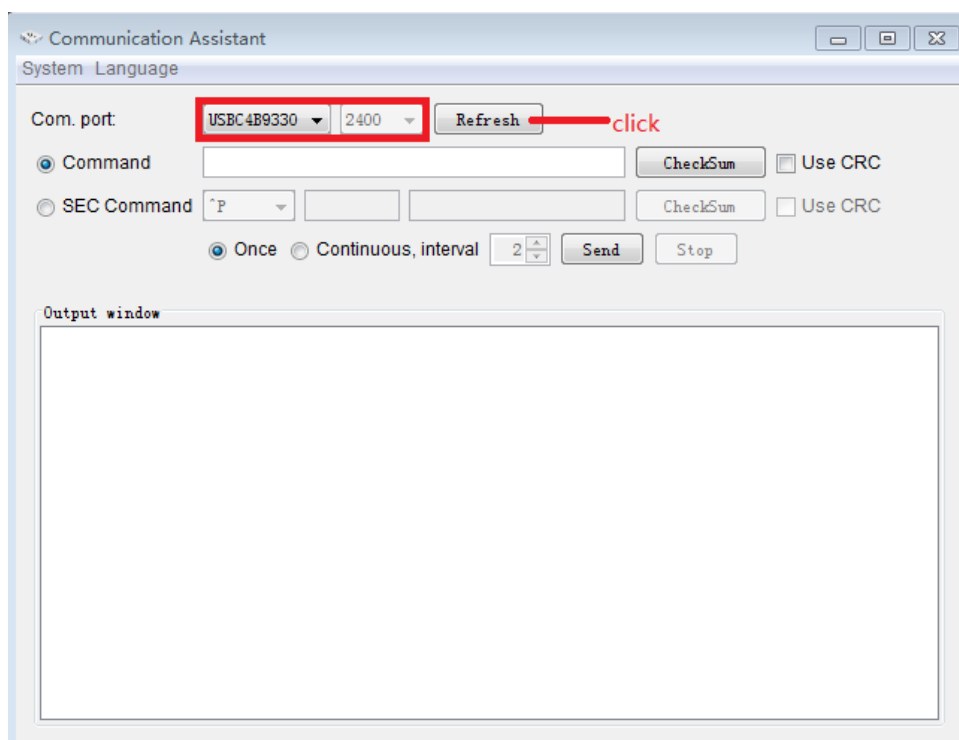 Communication Assistant
System Language
Com. port: USBC4B9330 2400 Refresh click
Command CheckSum Use CRC
SEC Command ^P CheckSum Use CRC
Once Continuous, interval 2 Send Stop
Output window